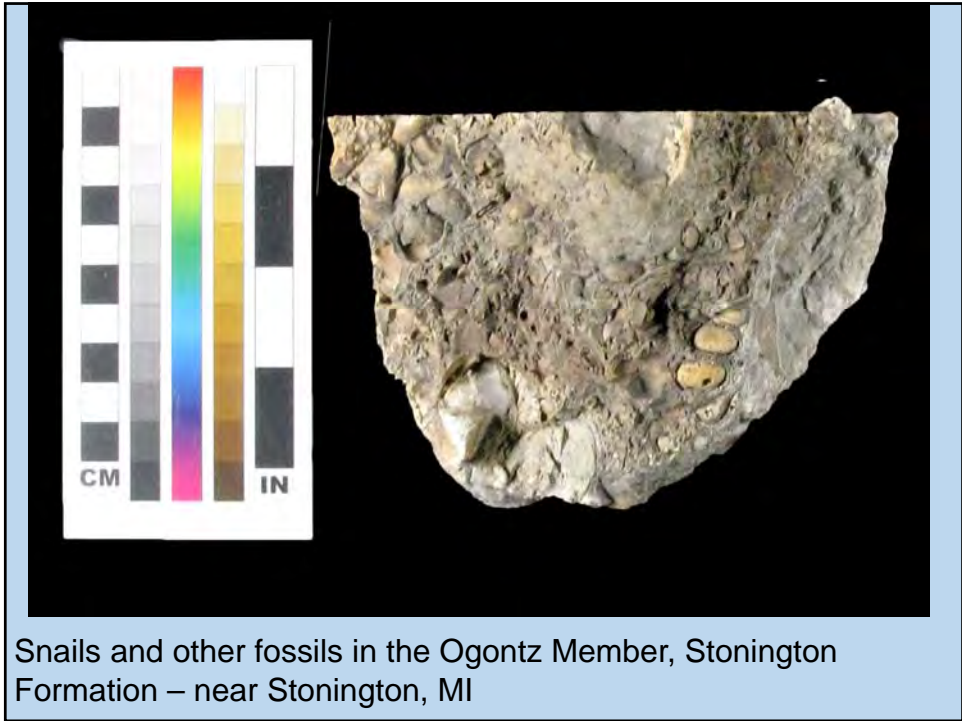 CM
IN
Snails and other fossils in the Ogontz Member, Stonington
Formation – near Stonington, MI